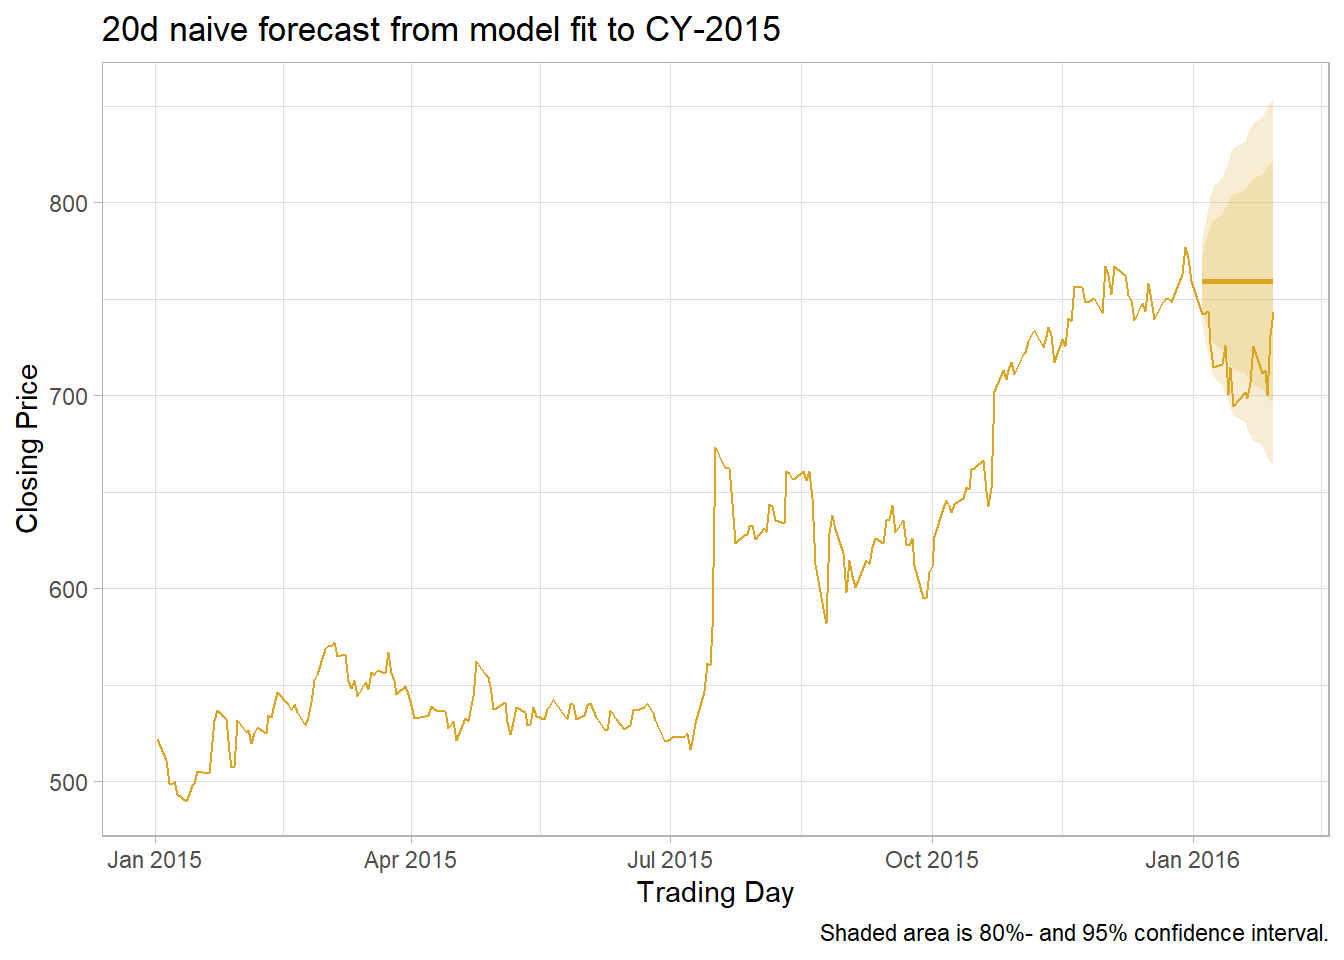 20d naive forecast from model fit to CY-2015
800
700
600
500
Closing Price
Jan 2015
Apr 2015
Jul 2015
Oct 2015
Jan 2016
Trading Day
Shaded area is 80%- and 95% confidence interval.